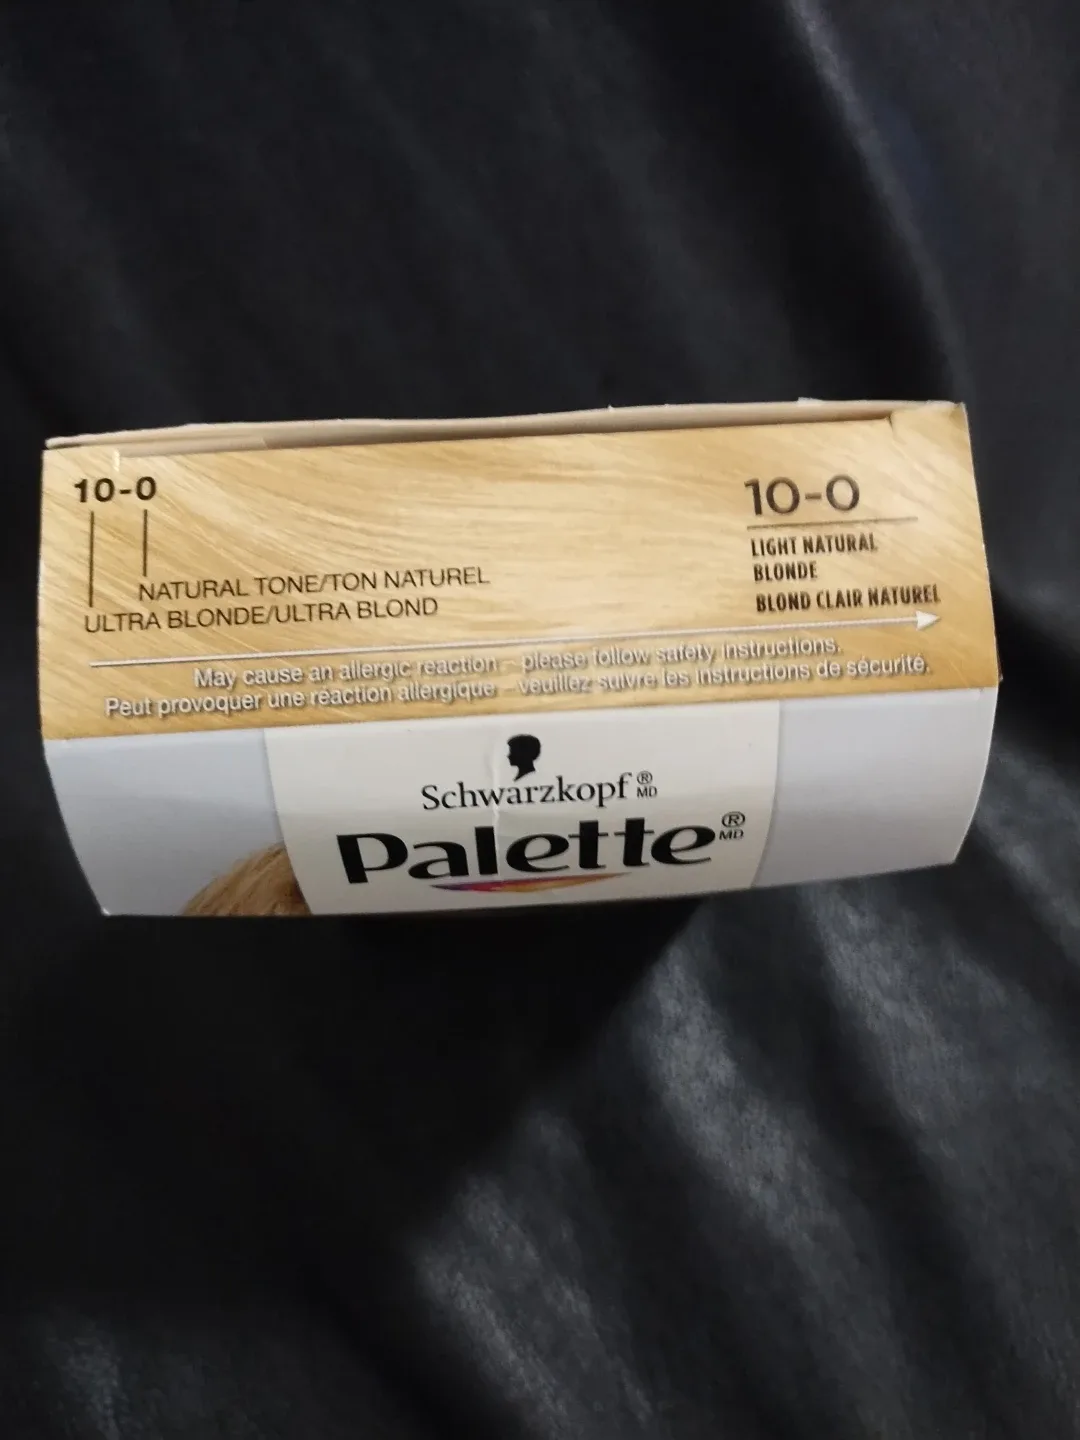 10-0
NATURAL TONE/TON NATUREL
ULTRA BLONDE/ULTRA BLOND
10-0
LIGHT NATURAL
BLONDE
BLOND CLAIR NATUREL
May cause an allergic reaction – please follow safety instructions.
Peut provoquer une réaction allergique – veuillez suivre les instructions de sécurité.
Schwarzkopf® MD
Palette® MD